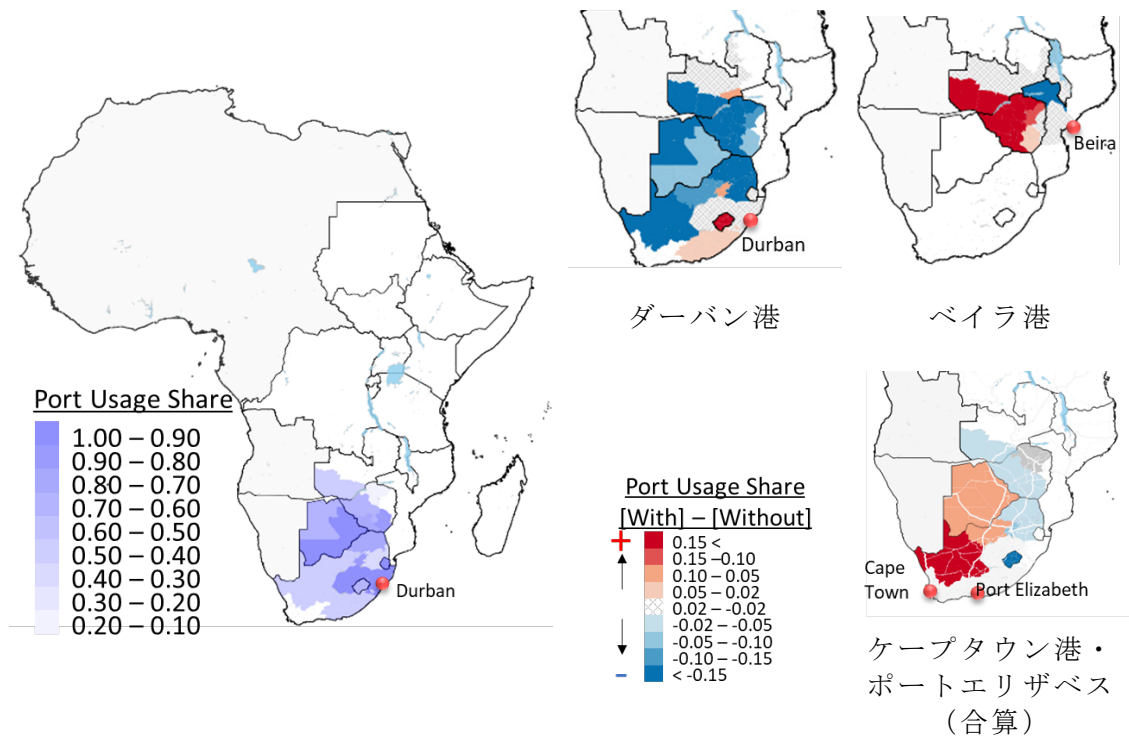 Port Usage Share
1.00 – 0.90
0.90 – 0.80
0.80 – 0.70
0.70 – 0.60
0.60 – 0.50
0.50 – 0.40
0.40 – 0.30
0.30 – 0.20
0.20 – 0.10
Durban
Durban
ダーバン港
Beira
ベイラ港
Port Usage Share
[With] – [Without]
+
0.15 <
0.15 –0.10
0.10 – 0.05
0.05 – 0.02
0.02 – -0.02
-0.02 – -0.05
-0.05 – -0.10
-0.10 – -0.15
< -0.15
-
Cape
Town
Port Elizabeth
ケープタウン港・
ポートエリザベス
（合算）